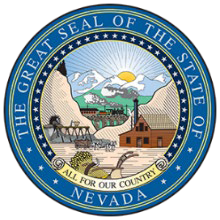 THE GREAT SEAL OF THE STATE OF
NEVADA
ALL FOR OUR COUNTRY